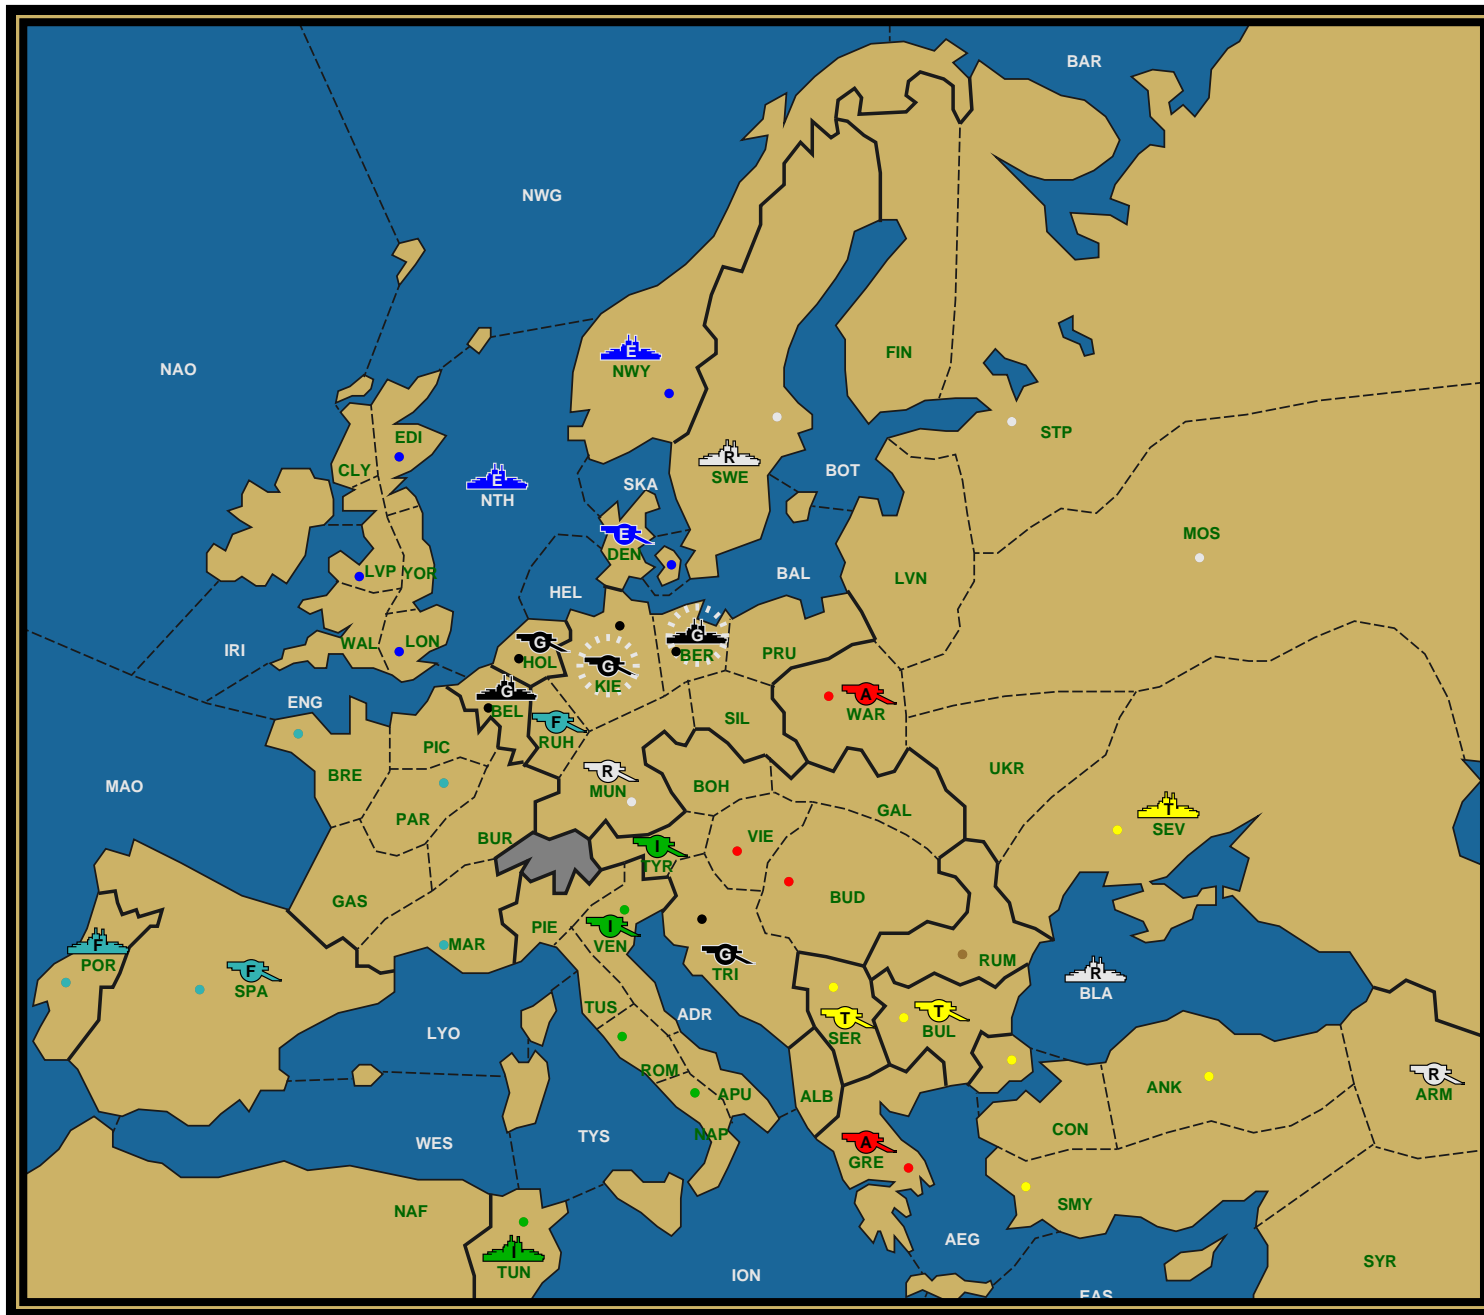 BAR
NWG
NAO
E
NWY
FIN
EDI
STP
CLY
R
SWE
BOT
E
NTH
SKA
MOS
E
DEN
LVP
YOR
BAL
LVN
HEL
IRI
WAL
LON
G
HOL
G
KIE
G
BER
PRU
ENG
G
BEL
A
WAR
SIL
F
RUH
PIC
UKR
BRE
R
MUN
BOH
MAO
GAL
T
SEV
PAR
BUR
VIE
I
TYR
GAS
BUD
PIE
I
VEN
MAR
F
POR
F
SPA
G
TRI
RUM
R
BLA
TUS
ADR
T
SER
T
BUL
LYO
ROM
APU
ALB
ANK
R
ARM
CON
WES
TYS
NAP
A
GRE
NAF
SMY
AEG
I
TUN
ION
SYR
EAS